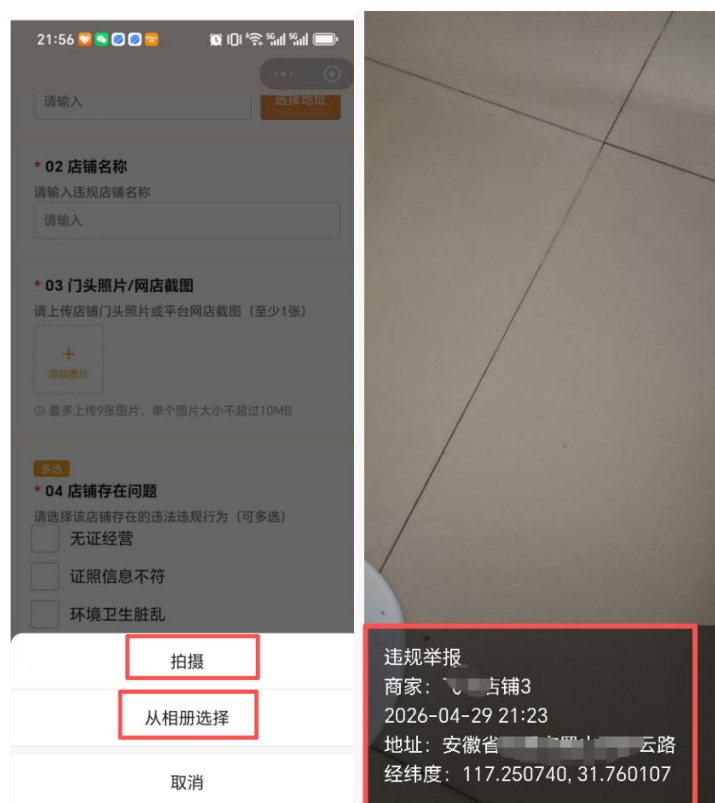 21:56
请输入
选择地址
* 02 店铺名称
请输入违规店铺名称
请输入
* 03 门头照片/网店截图
请上传店铺门头照片或平台网店截图（至少1张）
+
添加图片
最多上传9张图片，单个图片大小不超过10MB
多选
* 04 店铺存在问题
请选择该店铺存在的违法违规行为（可多选）
无证经营
证照信息不符
环境卫生脏乱
拍摄
从相册选择
取消
违规举报
商家： 店铺3
2026-04-29 21:23
地址：安徽省 云路
经纬度：117.250740, 31.760107